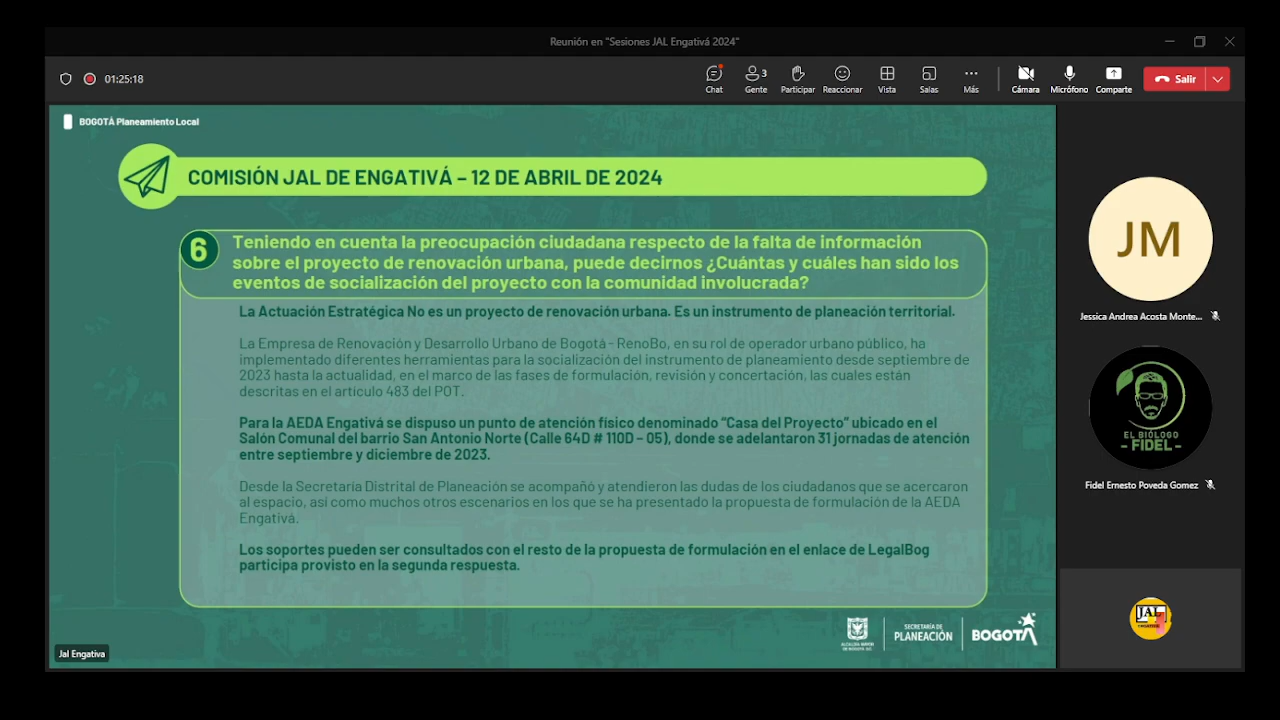 Reunión en "Sesiones JAL Engativá 2024"
01:25:18
Chat
Gente
3
Participar
Reaccionar
Vista
Salas
Más
Cámara
Micrófono
Comparte
Salir
BOGOTÁ Planeamiento Local
COMISIÓN JAL DE ENGATIVÁ – 12 DE ABRIL DE 2024
6
Teniendo en cuenta la preocupación ciudadana respecto de la falta de información
sobre el proyecto de renovación urbana, puede decirnos ¿Cuántas y cuáles han sido los
eventos de socialización del proyecto con la comunidad involucrada?
La Actuación Estratégica No es un proyecto de renovación urbana. Es un instrumento de planeación territorial.
La Empresa de Renovación y Desarrollo Urbano de Bogotá - RenoBo, en su rol de operador urbano público, ha
implementado diferentes herramientas para la socialización del instrumento de planeamiento desde septiembre de
2023 hasta la actualidad, en el marco de las fases de formulación, revisión y concertación, las cuales están
descritas en el artículo 483 del POT.
Para la AEDA Engativá se dispuso un punto de atención físico denominado “Casa del Proyecto” ubicado en el
Salón Comunal del barrio San Antonio Norte (Calle 64D # 110D – 05), donde se adelantaron 31 jornadas de atención
entre septiembre y diciembre de 2023.
Desde la Secretaría Distrital de Planeación se acompañó y atendieron las dudas de los ciudadanos que se acercaron
al espacio, así como muchos otros escenarios en los que se ha presentado la propuesta de formulación de la AEDA
Engativá.
Los soportes pueden ser consultados con el resto de la propuesta de formulación en el enlace de LegalBog
participa provisto en la segunda respuesta.
ALCALDÍA MAYOR
DE BOGOTÁ D.C.
SECRETARÍA DE
PLANEACIÓN
BOGOTÁ
Jal Engativa
JM
Jessica Andrea Acosta Monte...
EL BIÓLOGO
- FIDEL -
Fidel Ernesto Poveda Gomez
JAL